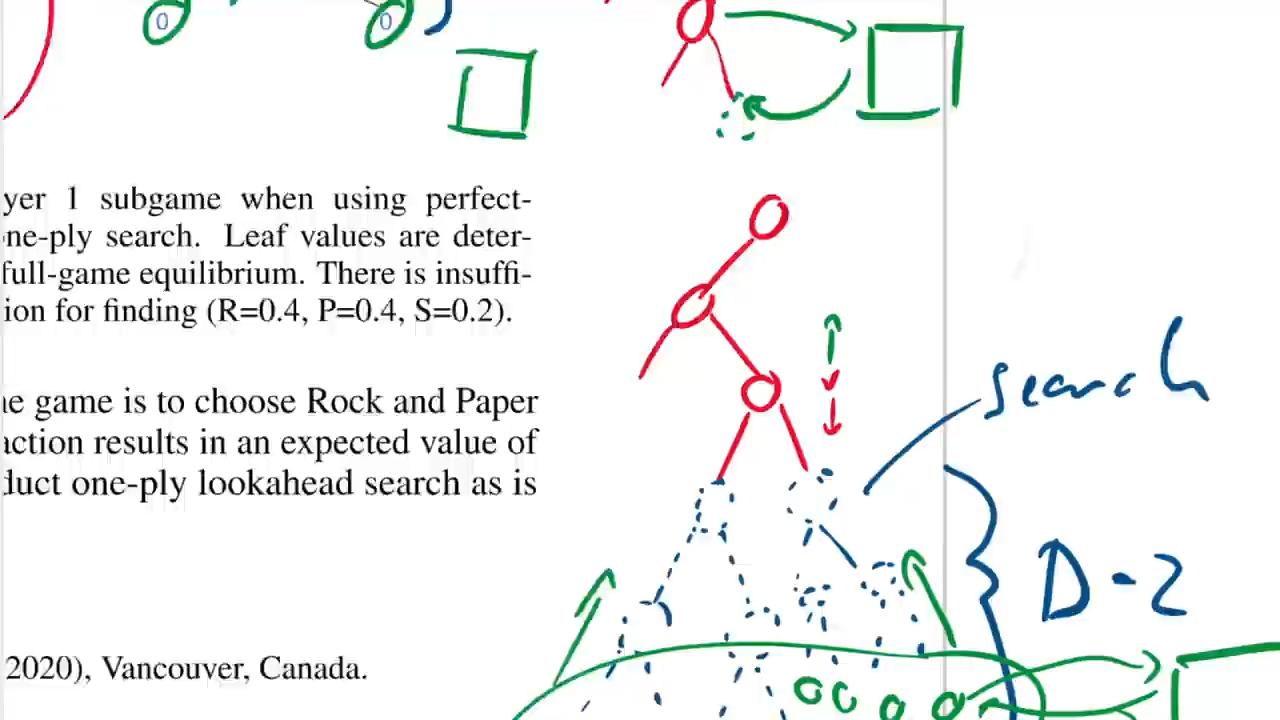 0 0
yer 1 subgame when using perfect-
ne-ply search. Leaf values are deter-
full-game equilibrium. There is insuffi-
ion for finding (R=0.4, P=0.4, S=0.2).
search
e game is to choose Rock and Paper
action results in an expected value of
duct one-ply lookahead search as is
D-2
2020), Vancouver, Canada.